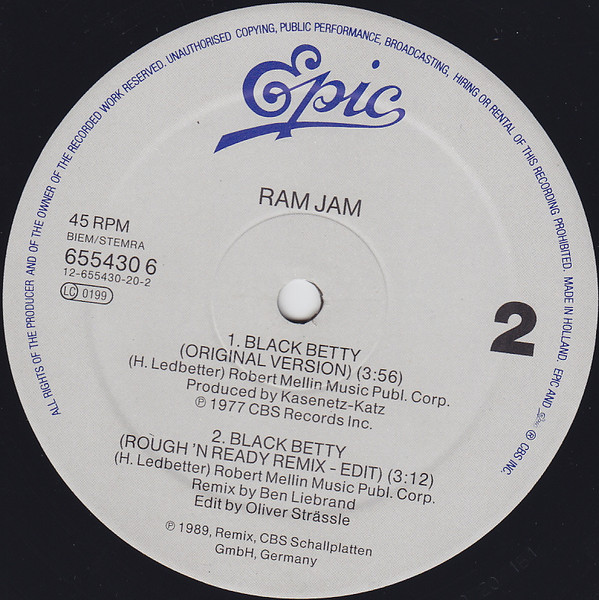 ALL RIGHTS OF THE PRODUCER AND OF THE OWNER OF THE RECORDED WORK RESERVED. UNAUTHORISED COPYING, PUBLIC PERFORMANCE, BROADCASTING, HIRING OR RENTAL OF THIS RECORDING PROHIBITED. MADE IN HOLLAND. EPIC AND Epic ® CBS INC.
Epic
RAM JAM
45 RPM
BIEM/STEMRA
655430 6
12-655430-20-2
LC 0199
2
1. BLACK BETTY
(ORIGINAL VERSION) (3:56)
(H. Ledbetter) Robert Mellin Music Publ. Corp.
Produced by Kasenetz-Katz
℗ 1977 CBS Records Inc.
2. BLACK BETTY
(ROUGH 'N READY REMIX - EDIT) (3:12)
(H. Ledbetter) Robert Mellin Music Publ. Corp.
Remix by Ben Liebrand
Edit by Oliver Strässle
℗ 1989, Remix, CBS Schallplatten
GmbH, Germany